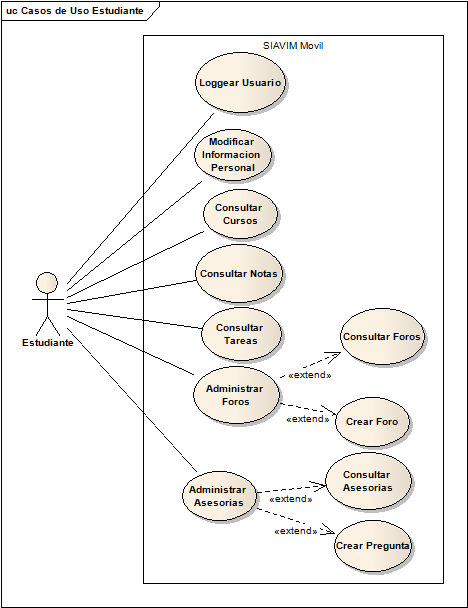 uc Casos de Uso Estudiante
SIAVIM Movil
Loggear Usuario
Modificar
Informacion
Personal
Consultar
Cursos
Consultar Notas
Estudiante
Consultar
Tareas
Consultar Foros
«extend»
Administrar
Foros
«extend»
Crear Foro
Consultar
Asesorias
Administrar
Asesorias
«extend»
«extend»
Crear Pregunta